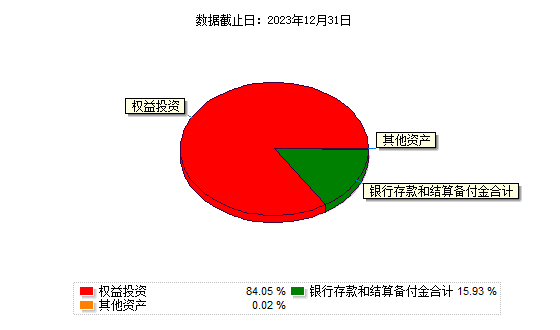 数据截止日：2023年12月31日
权益投资
其他资产
银行存款和结算备付金合计
权益投资 84.05 % 银行存款和结算备付金合计 15.93 %
其他资产 0.02 %